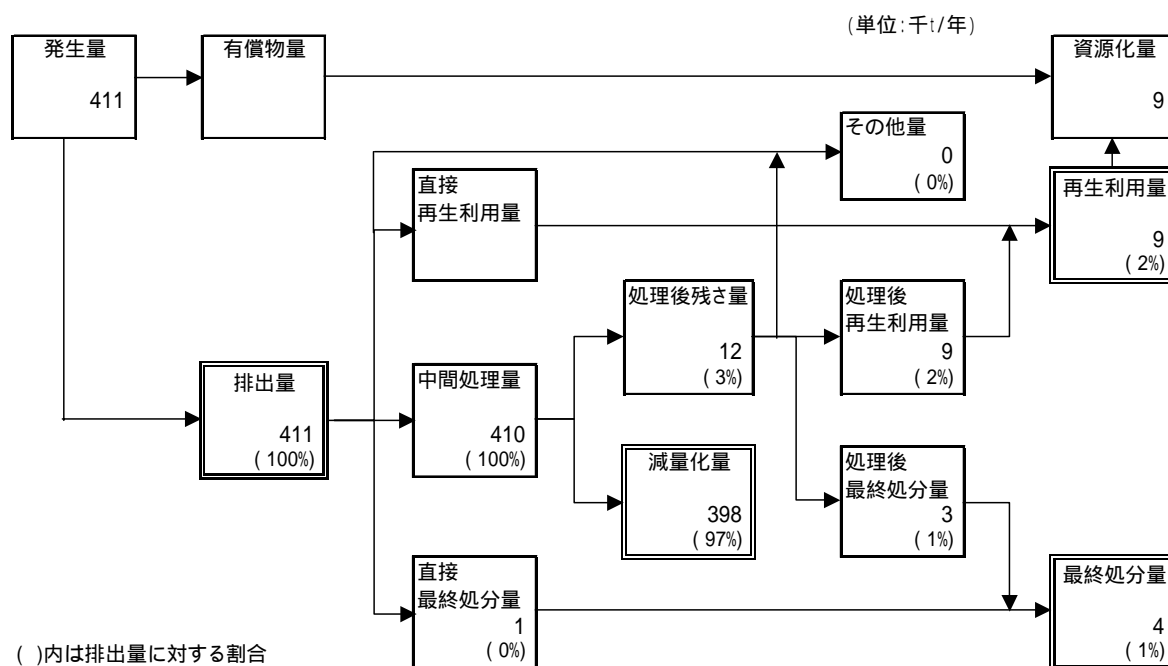 (単位:千t/年)
発生量
411
有償物量
資源化量
9
その他量
0
( 0%)
直接
再生利用量
再生利用量
9
( 2%)
処理後残さ量
12
( 3%)
処理後
再生利用量
9
( 2%)
排出量
411
( 100%)
中間処理量
410
( 100%)
減量化量
398
( 97%)
処理後
最終処分量
3
( 1%)
直接
最終処分量
1
( 0%)
最終処分量
4
( 1%)
( )内は排出量に対する割合